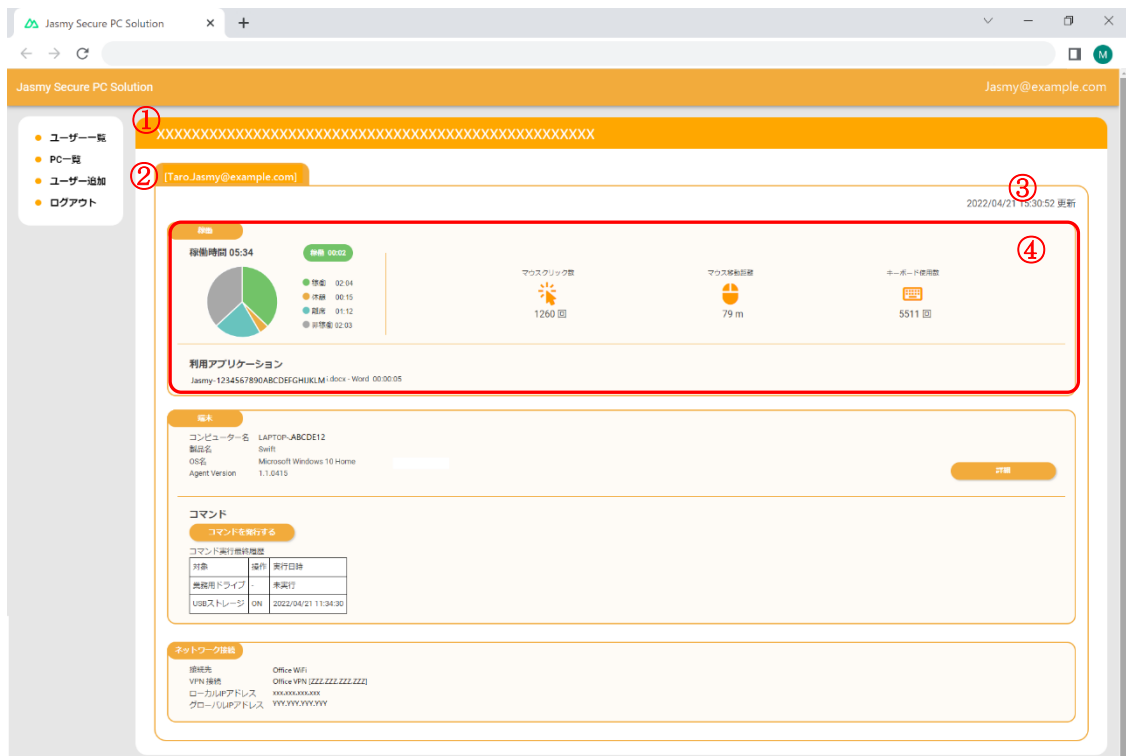 Jasmy Secure PC Solution
M
Jasmy Secure PC Solution
Jasmy@example.com
ユーザー一覧
PC一覧
ユーザー追加
ログアウト
①
XXXXXXXXXXXXXXXXXXXXXXXXXXXXXXXXXXXXXXXXXXXXXXXXXX
②
[Taro.Jasmy@example.com]
③
2022/04/21 15:30:52 更新
④
稼働
稼働時間 05:34
稼働 00:02
稼働 02:04
休憩 00:15
離席 01:12
非稼働 02:03
マウスクリック数
1260 回
マウス移動距離
79 m
キーボード使用数
5511 回
利用アプリケーション
Jasmy-1234567890ABCDEFGHIJKLM .docx - Word 00:00:05
端末
コンピューター名 LAPTOP-ABCDE12
製品名 Swift
OS名 Microsoft Windows 10 Home
Agent Version 1.1.0415
詳細
コマンド
コマンドを発行する
コマンド実行最終履歴
対象 操作 実行日時
業務用ドライブ - 未実行
USBストレージ ON 2022/04/21 11:34:30
ネットワーク接続
接続先 Office WiFi
VPN 接続 Office VPN [ZZZ.ZZZ.ZZZ.ZZZ]
ローカルIPアドレス xxx.xxx.xxx.xxx
グローバルIPアドレス YYY.YYY.YYY.YYY